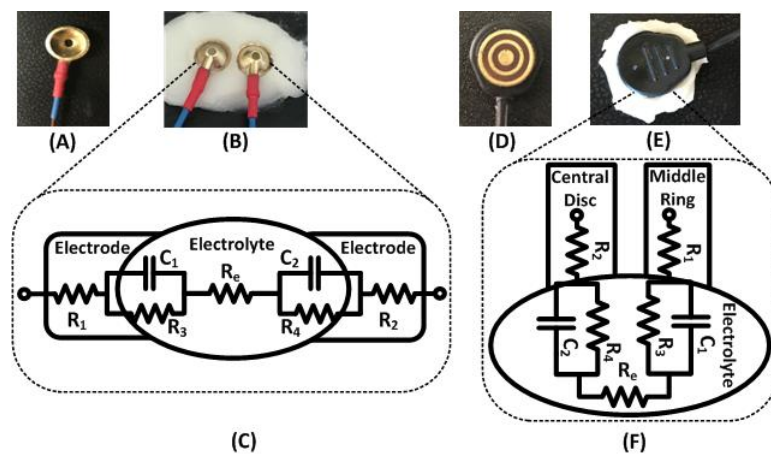 (A)
(B)
(D)
(E)
Electrode
Electrolyte
Electrode
C1
C2
R1
R3
Re
R4
R2
(C)
Central
Disc
Middle
Ring
R2
R1
Electrolyte
C2
R4
R3
C1
Re
(F)